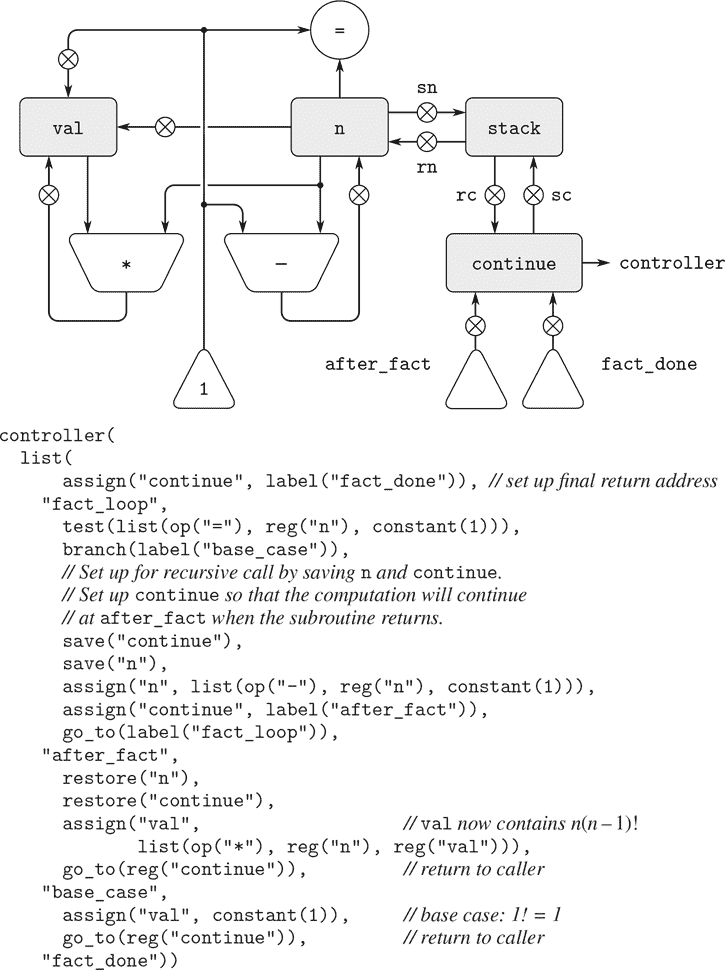 =
sn
val
n
stack
rn
rc
sc
*
−
continue
controller
after_fact
fact_done
1
controller(
list(
assign("continue", label("fact_done")), // set up final return address
"fact_loop",
test(list(op("="), reg("n"), constant(1))),
branch(label("base_case")),
// Set up for recursive call by saving n and continue.
// Set up continue so that the computation will continue
// at after_fact when the subroutine returns.
save("continue"),
save("n"),
assign("n", list(op("-"), reg("n"), constant(1))),
assign("continue", label("after_fact")),
go_to(label("fact_loop")),
"after_fact",
restore("n"),
restore("continue"),
assign("val", // val now contains n(n – 1)!
list(op("*"), reg("n"), reg("val"))),
go_to(reg("continue")), // return to caller
"base_case",
assign("val", constant(1)), // base case: 1! = 1
go_to(reg("continue")), // return to caller
"fact_done"))